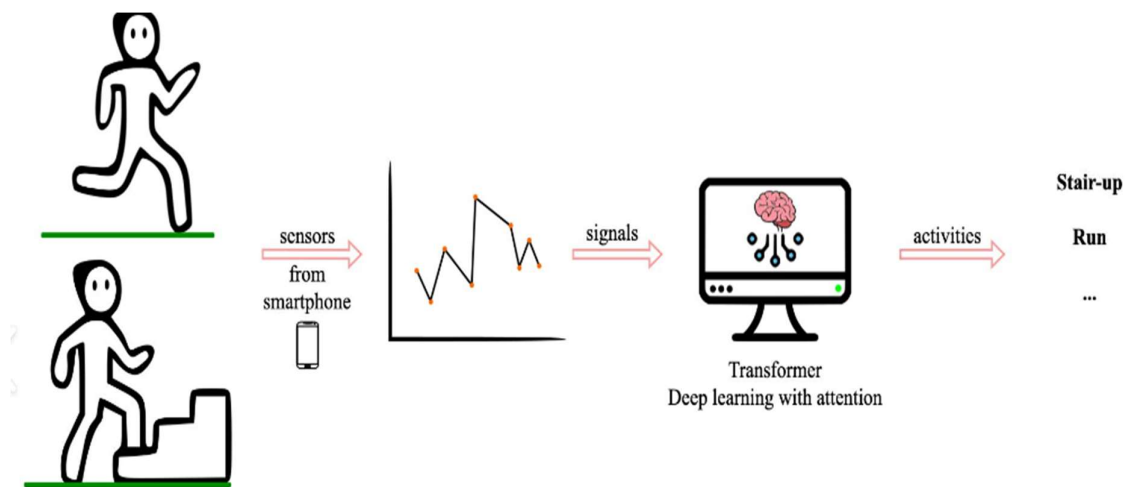 sensors
from
smartphone
signals
Transformer
Deep learning with attention
activities
Stair-up
Run
...